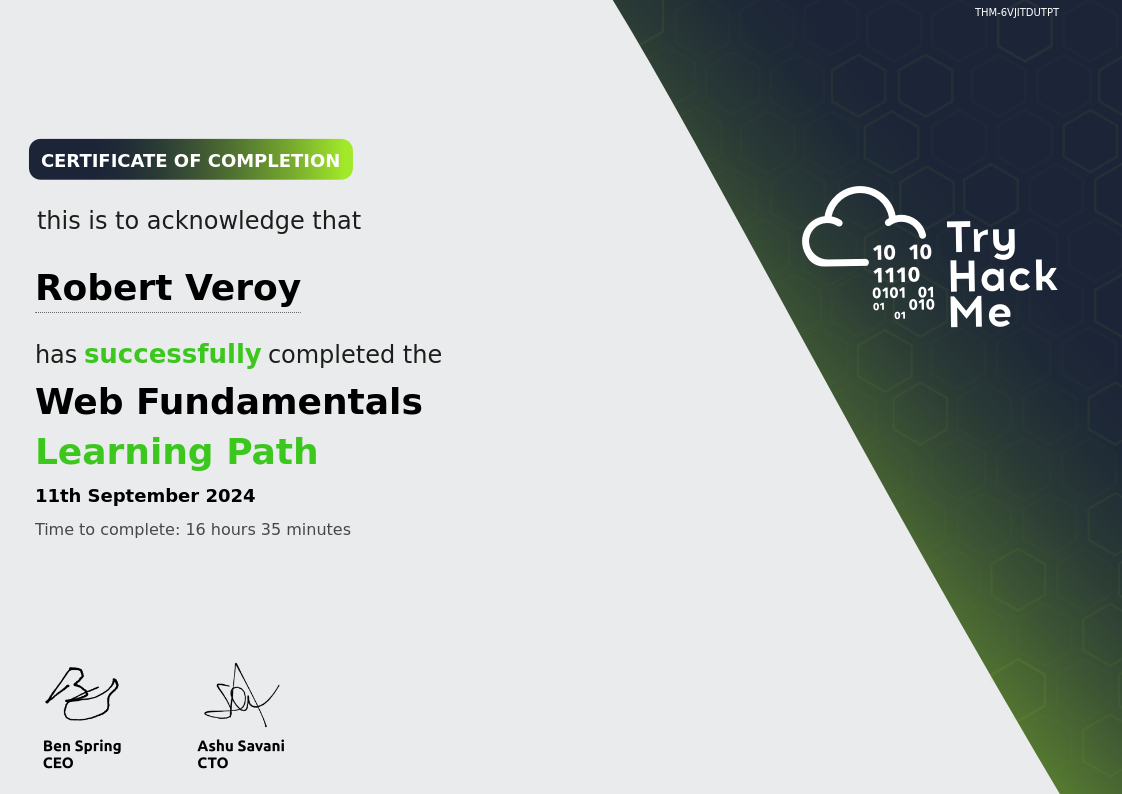 THM-6VJITDUTPT
CERTIFICATE OF COMPLETION
this is to acknowledge that
Robert Veroy
has successfully completed the
Web Fundamentals
Learning Path
11th September 2024
Time to complete: 16 hours 35 minutes
10 10
1110
0101 01
01 010
01
Try
Hack
Me
Ben Spring
CEO
Ashu Savani
CTO